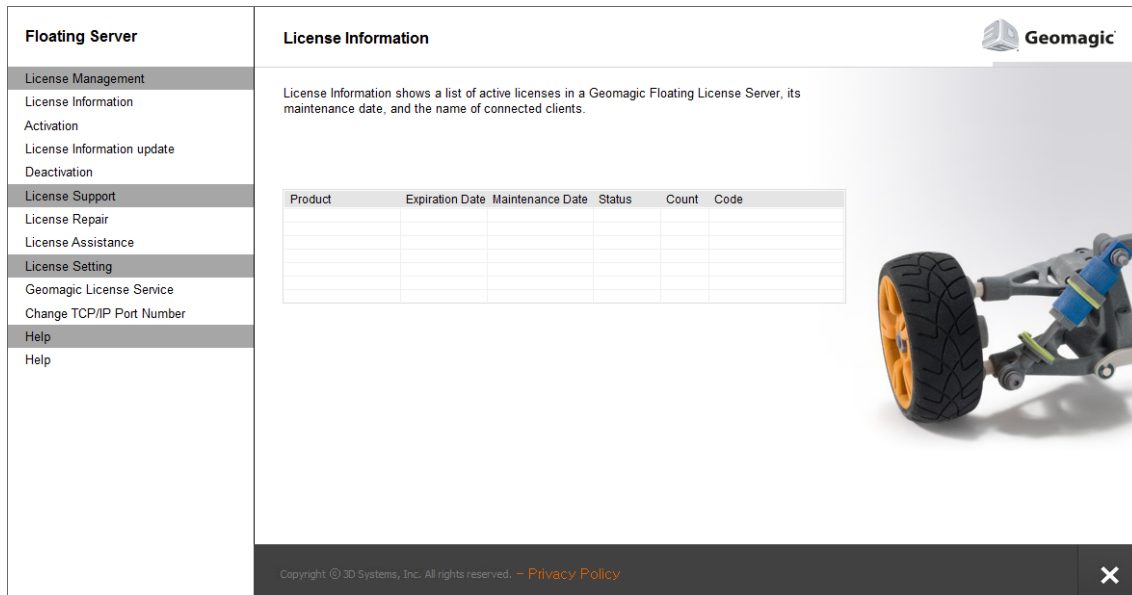 Floating Server
License Management
License Information
Activation
License Information update
Deactivation
License Support
License Repair
License Assistance
License Setting
Geomagic License Service
Change TCP/IP Port Number
Help
Help
License Information
3D Geomagic
License Information shows a list of active licenses in a Geomagic Floating License Server, its
maintenance date, and the name of connected clients.
Product Expiration Date Maintenance Date Status Count Code
Copyright © 3D Systems, Inc. All rights reserved. – Privacy Policy